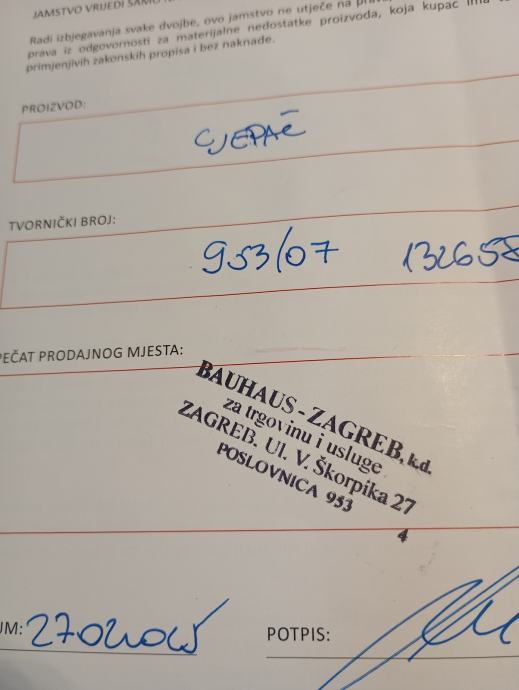 JAMSTVO VRIJEDI SAMO
Radi izbjegavanja svake dvojbe, ovo jamstvo ne utječe na
prava iz odgovornosti za materijalne nedostatke proizvoda, koja kupac ima
primjenjivih zakonskih propisa i bez naknade.
PROIZVOD:
CJEPAČ
TVORNIČKI BROJ:
953/07 132658
PEČAT PRODAJNOG MJESTA:
BAUHAUS - ZAGREB, k.d.
za trgovinu i usluge
ZAGREB. Ul. V. Škorpika 27
POSLOVNICA 953
4
UM:
POTPIS: